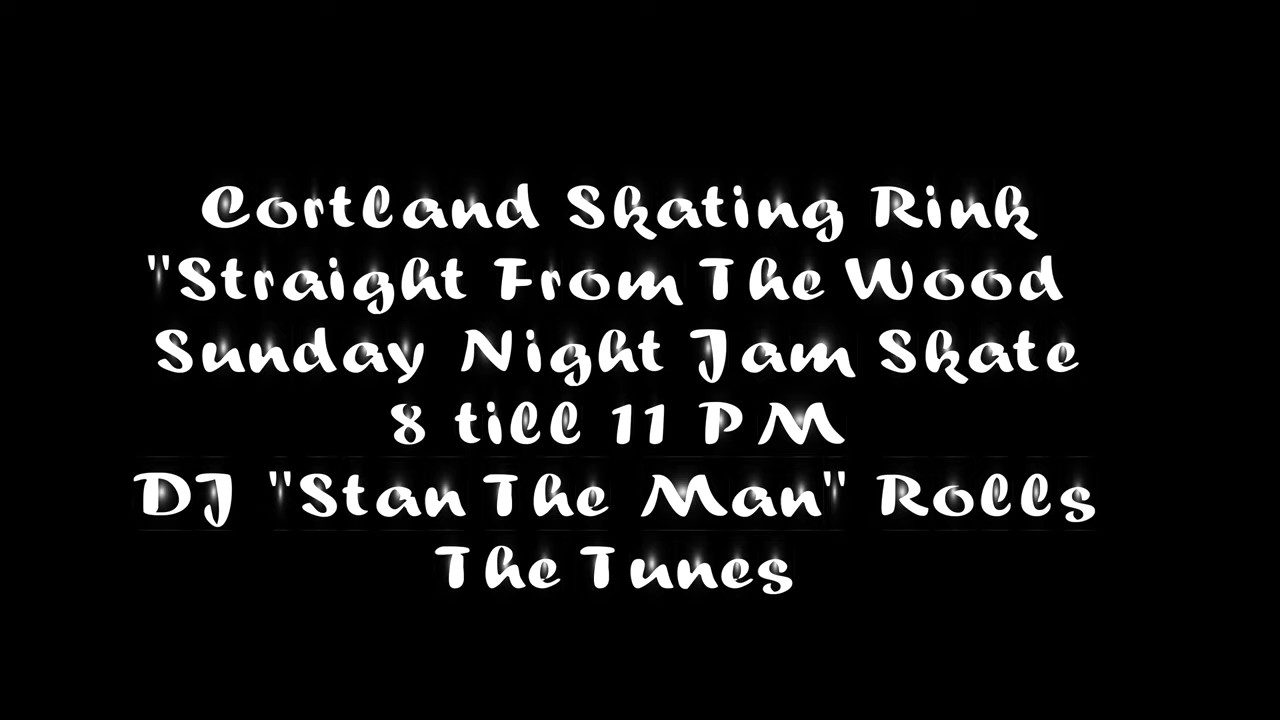 Cortland Skating Rink
"Straight From The Wood
Sunday Night Jam Skate
8 till 11 PM
DJ "Stan The Man" Rolls
The Tunes